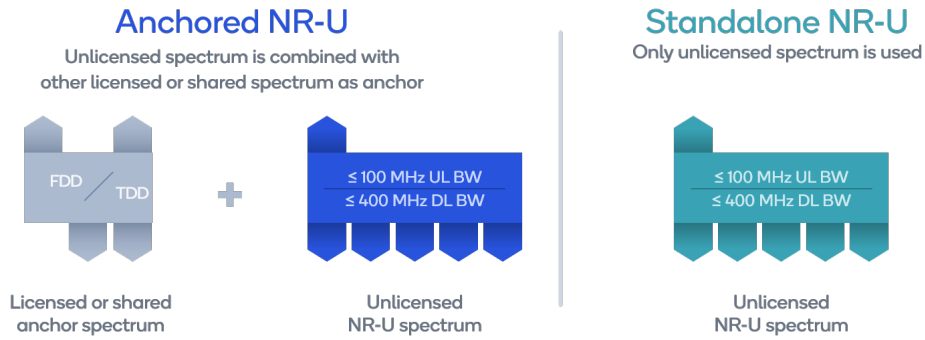 Anchored NR-U
Unlicensed spectrum is combined with
other licensed or shared spectrum as anchor
FDD
TDD
≤ 100 MHz UL BW
≤ 400 MHz DL BW
Licensed or shared
anchor spectrum
Unlicensed
NR-U spectrum
Standalone NR-U
Only unlicensed spectrum is used
≤ 100 MHz UL BW
≤ 400 MHz DL BW
Unlicensed
NR-U spectrum